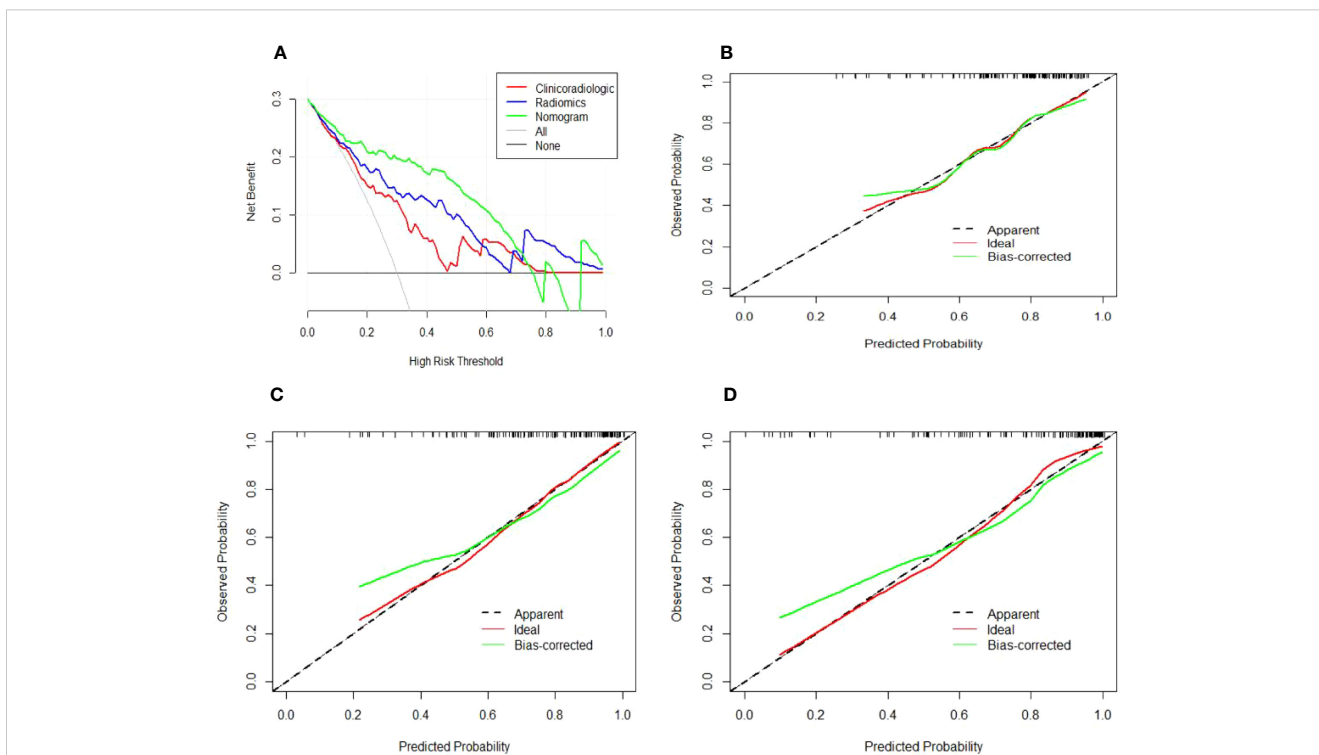 A
Clinicoradiologic
Radiomics
Nomogram
All
None
0.3
0.2
0.1
0.0
Net Benefit
0.0 0.2 0.4 0.6 0.8 1.0
High Risk Threshold
B
1.0
0.8
0.6
0.4
0.2
0.0
Observed Probability
Apparent
Ideal
Bias-corrected
0.0 0.2 0.4 0.6 0.8 1.0
Predicted Probability
C
1.0
0.8
0.6
0.4
0.2
0.0
Observed Probability
Apparent
Ideal
Bias-corrected
0.0 0.2 0.4 0.6 0.8 1.0
Predicted Probability
D
1.0
0.8
0.6
0.4
0.2
0.0
Observed Probability
Apparent
Ideal
Bias-corrected
0.0 0.2 0.4 0.6 0.8 1.0
Predicted Probability